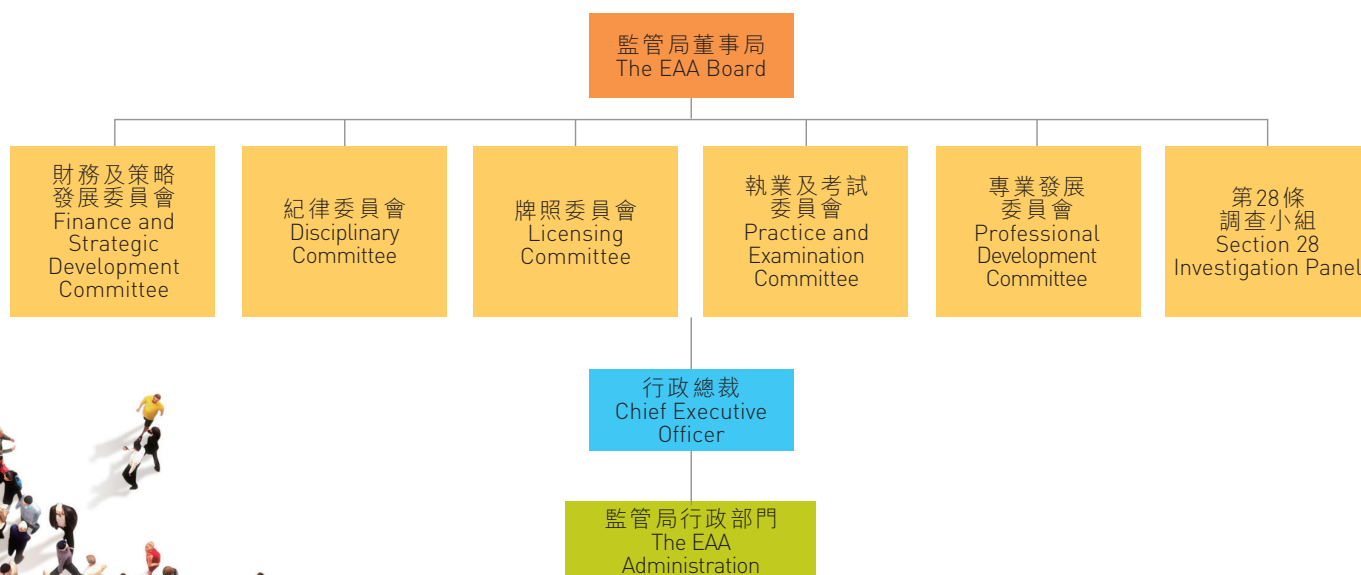 監管局董事局
The EAA Board
財務及策略
發展委員會
Finance and
Strategic
Development
Committee
紀律委員會
Disciplinary
Committee
牌照委員會
Licensing
Committee
執業及考試
委員會
Practice and
Examination
Committee
專業發展
委員會
Professional
Development
Committee
第28條
調查小組
Section 28
Investigation Panel
行政總裁
Chief Executive
Officer
監管局行政部門
The EAA
Administration